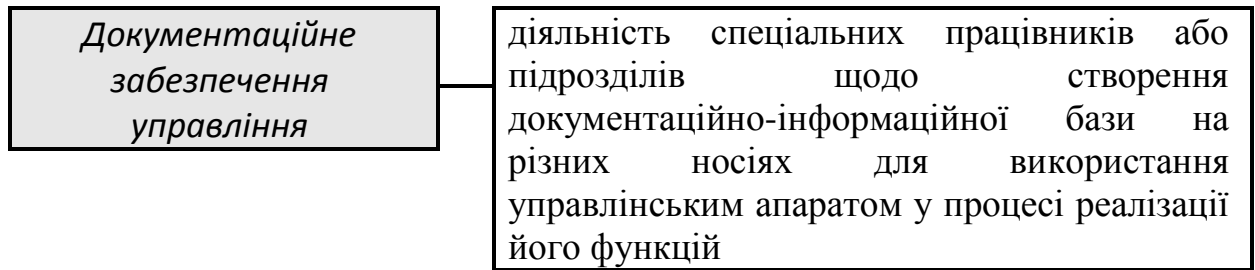 Документаційне
забезпечення
управління
діяльність спеціальних працівників або
підрозділів щодо створення
документаційно-інформаційної бази на
різних носіях для використання
управлінським апаратом у процесі реалізації
його функцій